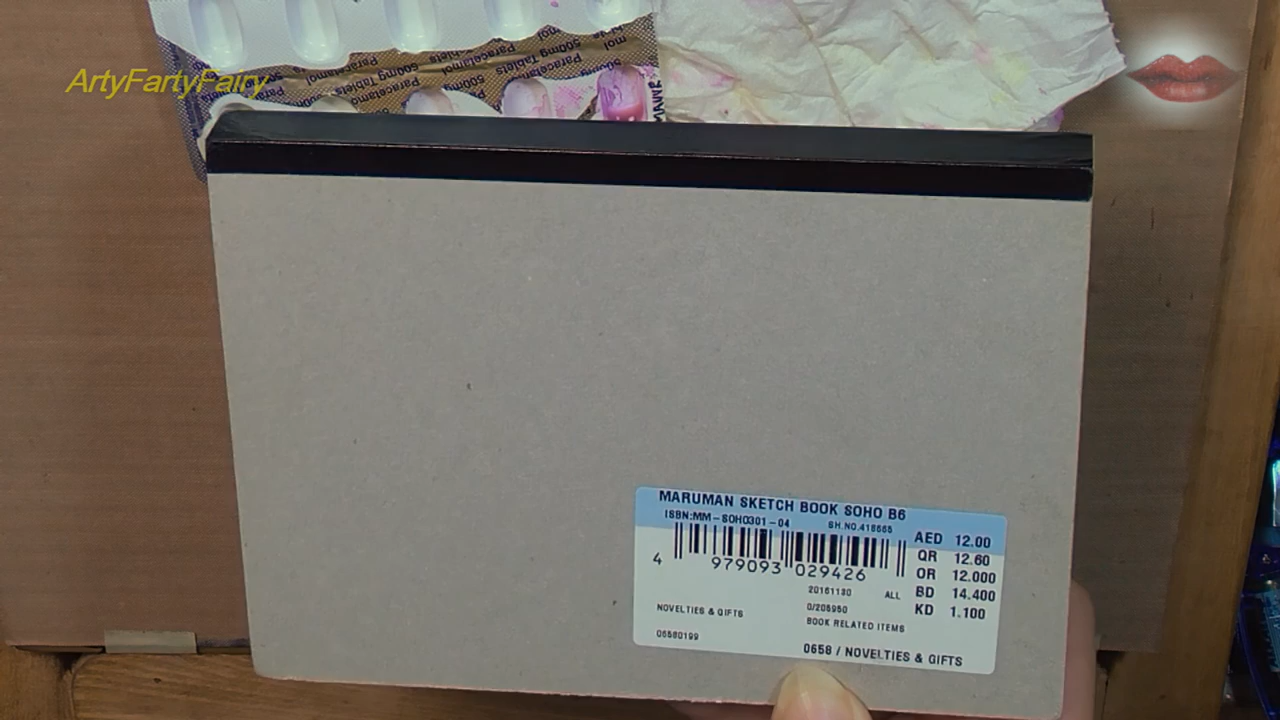 ArtyFartyFairy
Paracetamol
500mg Tablets
MARUMAN SKETCH BOOK SOHO B6
ISBN:MM-SOHO301-04 SH.NO.418665
4 979093 029426
AED 12.00
QR 12.60
OR 12.000
BD 14.400
KD 1.100
20161130 ALL
0/205950
NOVELTIES & GIFTS
BOOK RELATED ITEMS
06580199
0658 / NOVELTIES & GIFTS